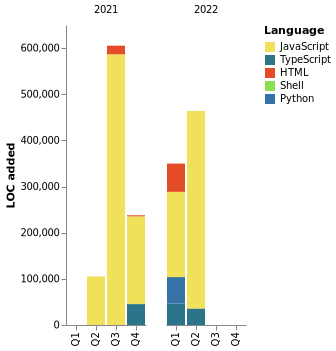 2021
2022
Language
JavaScript
TypeScript
HTML
Shell
Python
LOC added
600,000
500,000
400,000
300,000
200,000
100,000
0
Q1 Q2 Q3 Q4 Q1 Q2 Q3 Q4